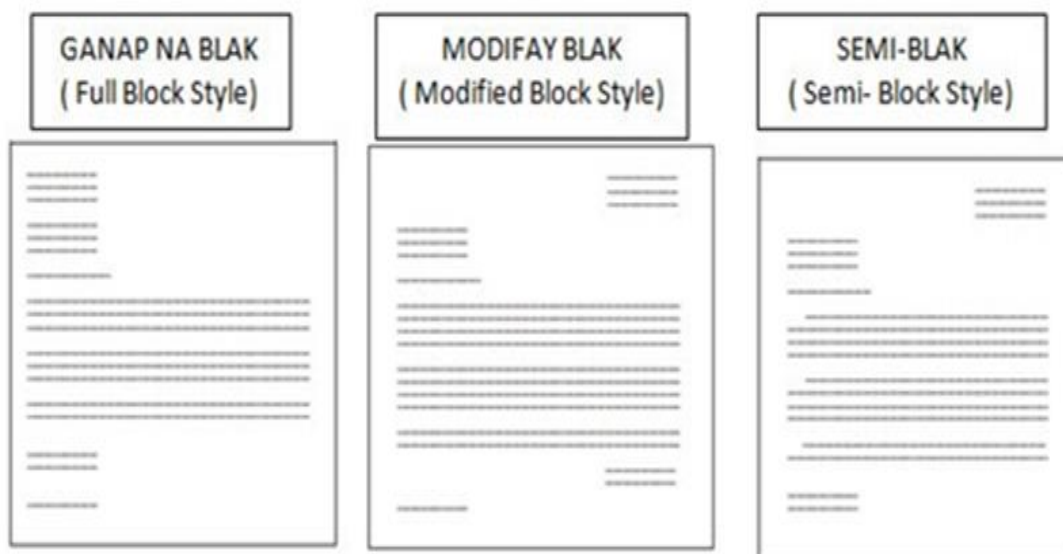 GANAP NA BLAK
( Full Block Style)
MODIFAY BLAK
( Modified Block Style)
SEMI-BLAK
( Semi- Block Style)